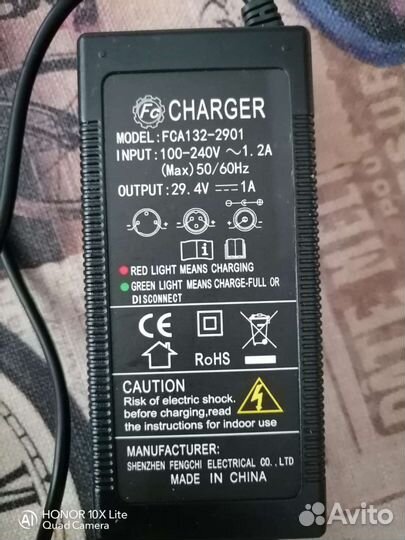 FC CHARGER
MODEL:FCA132-2901
INPUT:100-240V~1.2A
(Max)50/60Hz
OUTPUT:29.4V⎓1A
RED LIGHT MEANS CHARGING
GREEN LIGHT MEANS CHARGE-FULL OR
DISCONNECT
CE
RoHS
CAUTION
Risk of electric shock.
before charging,read
the instructions for indoor use
MANUFACTURER:
SHENZHEN FENGCHI ELECTRICAL CO.,LTD
MADE IN CHINA
AI HONOR 10X Lite
Quad Camera
Avito